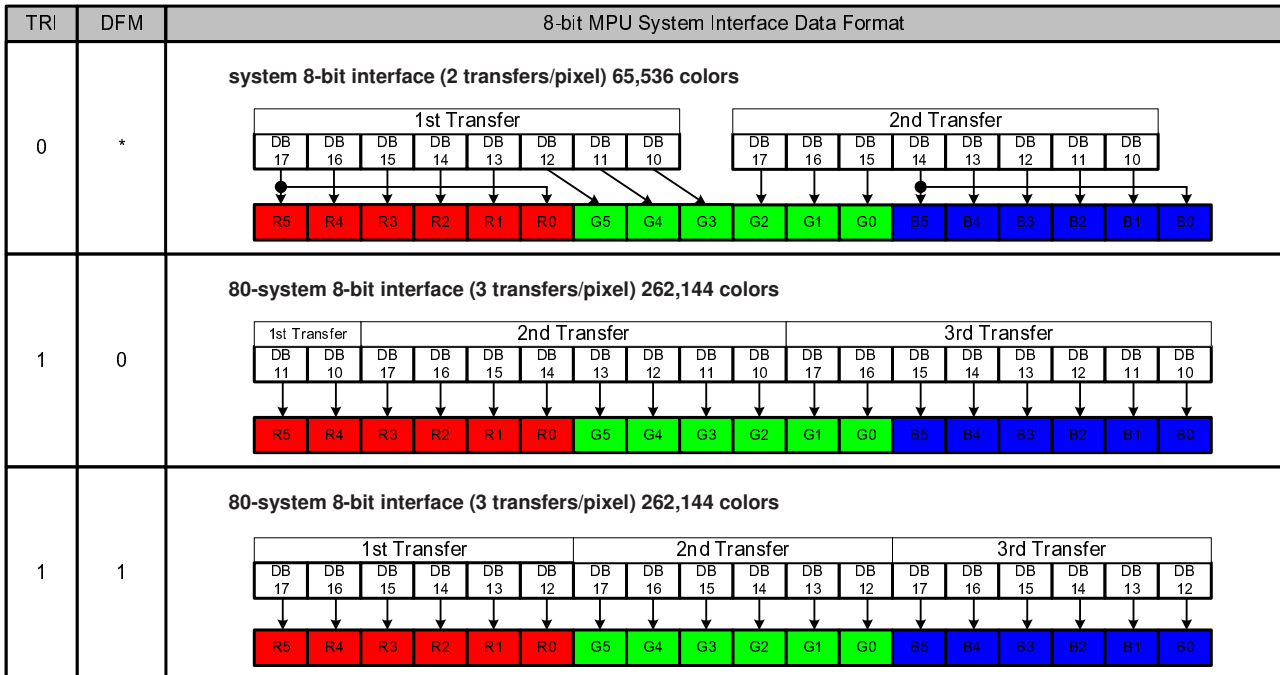 TRI DFM 8-bit MPU System Interface Data Format
system 8-bit interface (2 transfers/pixel) 65,536 colors
0 *
1st Transfer 2nd Transfer
DB DB DB DB DB DB DB DB DB DB DB DB DB DB DB DB
17 16 15 14 13 12 11 10 17 16 15 14 13 12 11 10
R5 R4 R3 R2 R1 R0 G5 G4 G3 G2 G1 G0 B5 B4 B3 B2 B1 B0
80-system 8-bit interface (3 transfers/pixel) 262,144 colors
1 0
1st Transfer 2nd Transfer 3rd Transfer
DB DB DB DB DB DB DB DB DB DB DB DB DB DB DB DB DB DB
11 10 17 16 15 14 13 12 11 10 17 16 15 14 13 12 11 10
R5 R4 R3 R2 R1 R0 G5 G4 G3 G2 G1 G0 B5 B4 B3 B2 B1 B0
80-system 8-bit interface (3 transfers/pixel) 262,144 colors
1 1
1st Transfer 2nd Transfer 3rd Transfer
DB DB DB DB DB DB DB DB DB DB DB DB DB DB DB DB DB DB
17 16 15 14 13 12 17 16 15 14 13 12 17 16 15 14 13 12
R5 R4 R3 R2 R1 R0 G5 G4 G3 G2 G1 G0 B5 B4 B3 B2 B1 B0